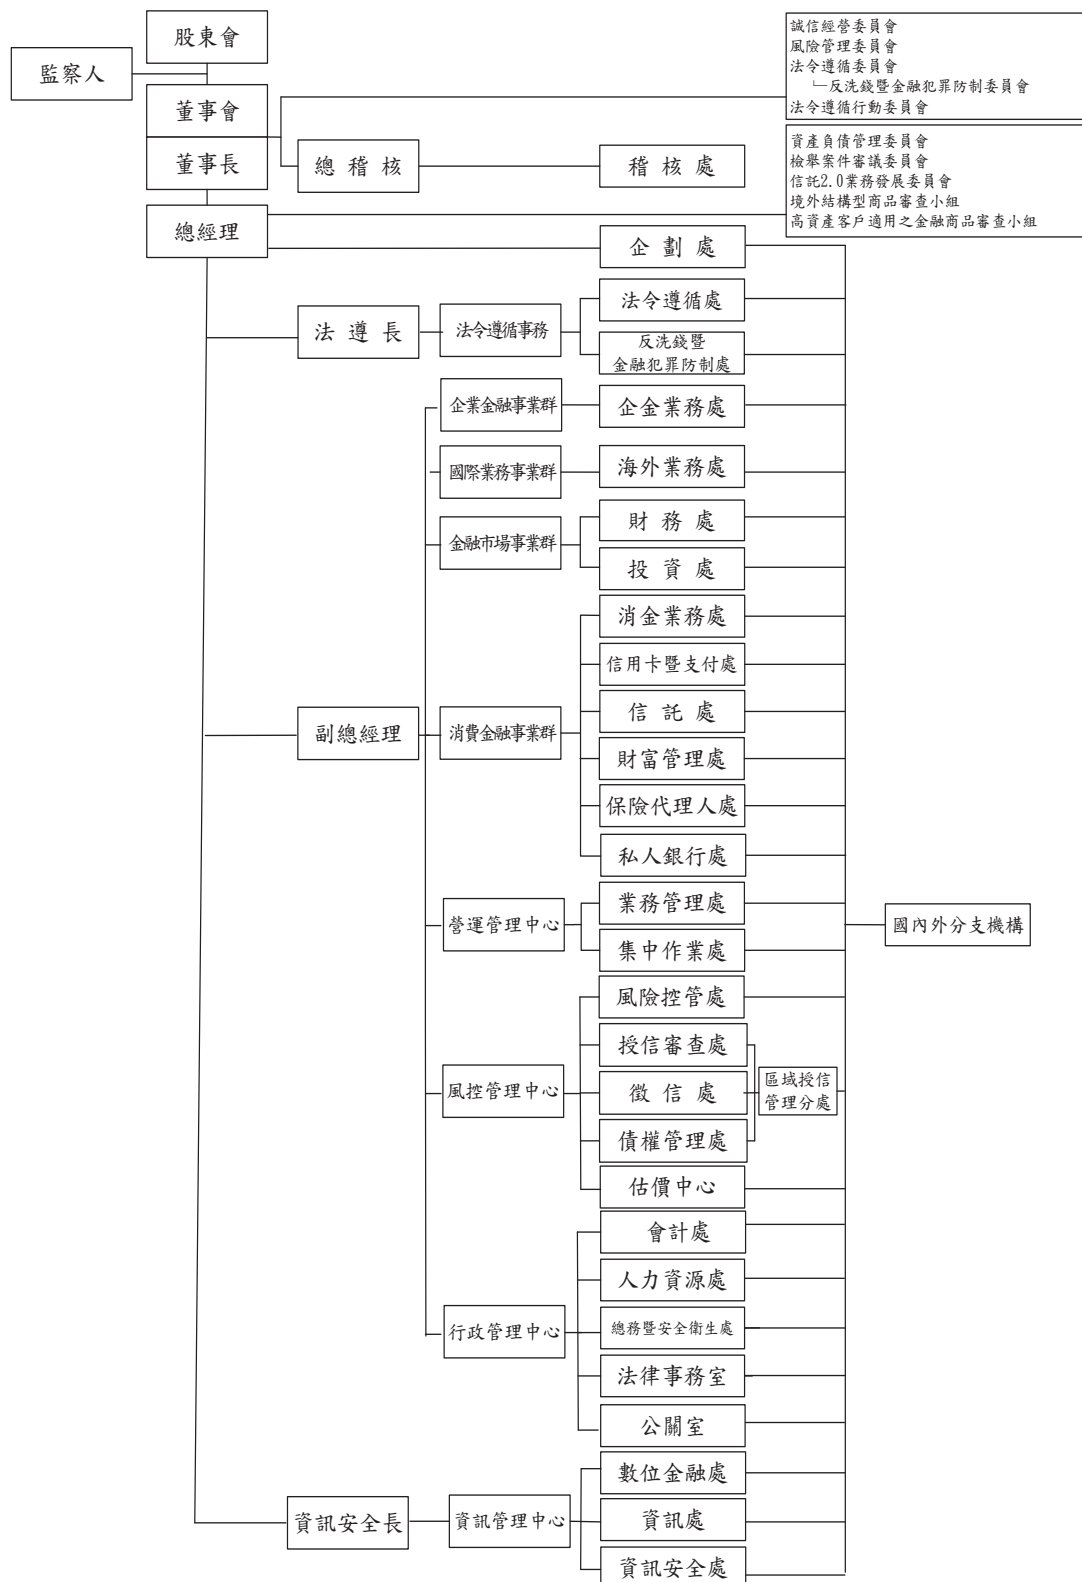 股東會
監察人
董事會
董事長
總稽核
稽核處
總經理
誠信經營委員會
風險管理委員會
法令遵循委員會
└─反洗錢暨金融犯罪防制委員會
法令遵循行動委員會
資產負債管理委員會
檢舉案件審議委員會
信託2.0業務發展委員會
境外結構型商品審查小組
高資產客戶適用之金融商品審查小組
企劃處
法遵長
法令遵循事務
法令遵循處
反洗錢暨
金融犯罪防制處
企業金融事業群
企金業務處
國際業務事業群
海外業務處
金融市場事業群
財務處
投資處
副總經理
消費金融事業群
消金業務處
信用卡暨支付處
信託處
財富管理處
保險代理人處
私人銀行處
營運管理中心
業務管理處
集中作業處
國內外分支機構
風控管理中心
風險控管處
授信審查處
徵信處
債權管理處
估價中心
區域授信
管理分處
行政管理中心
會計處
人力資源處
總務暨安全衛生處
法律事務室
公關室
資訊安全長
資訊管理中心
數位金融處
資訊處
資訊安全處